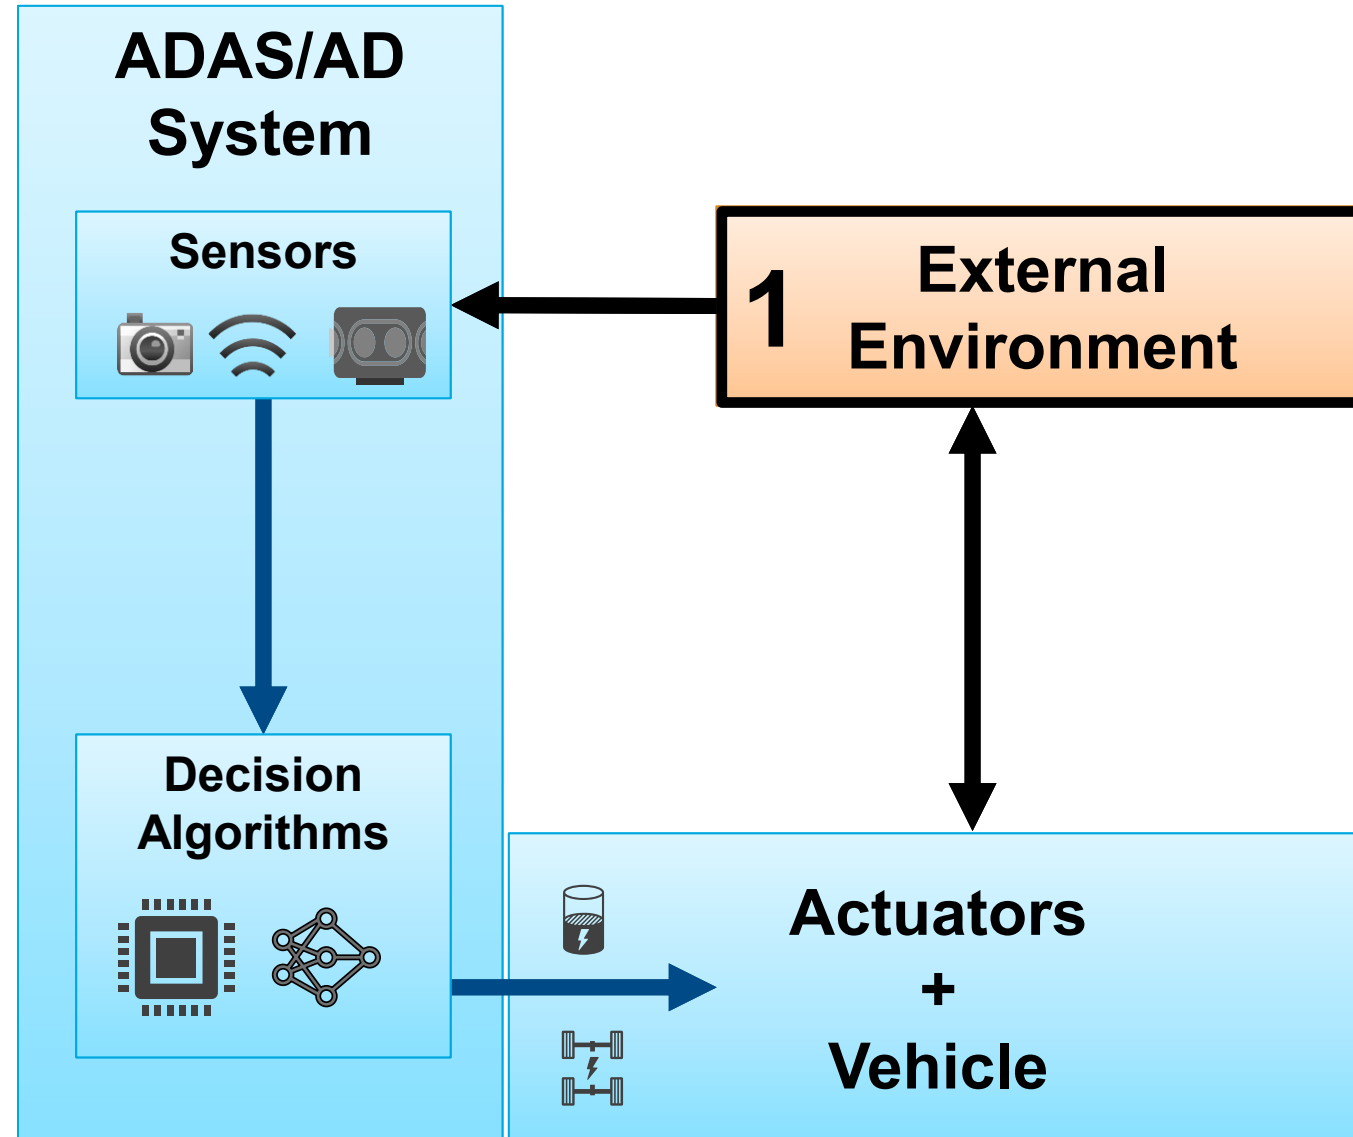 ADAS/AD
System
Sensors
1
External
Environment
Decision
Algorithms
Actuators
+
Vehicle